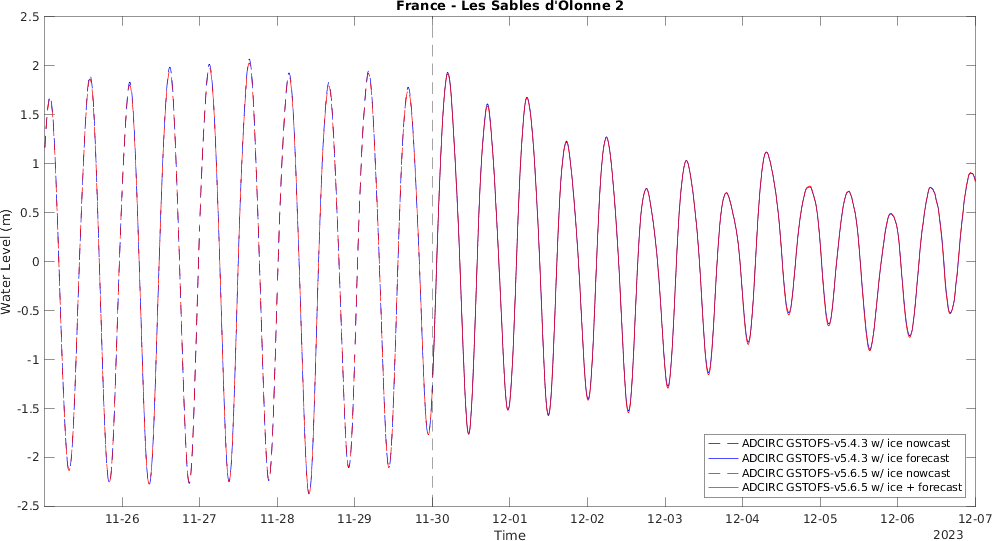 France - Les Sables d'Olonne 2
Water Level (m)
2.5
2
1.5
1
0.5
0
-0.5
-1
-1.5
-2
-2.5
ADCIRC GSTOFS-v5.4.3 w/ ice nowcast
ADCIRC GSTOFS-v5.4.3 w/ ice forecast
ADCIRC GSTOFS-v5.6.5 w/ ice nowcast
ADCIRC GSTOFS-v5.6.5 w/ ice + forecast
11-26 11-27 11-28 11-29 11-30 12-01 12-02 12-03 12-04 12-05 12-06 12-07
Time
2023